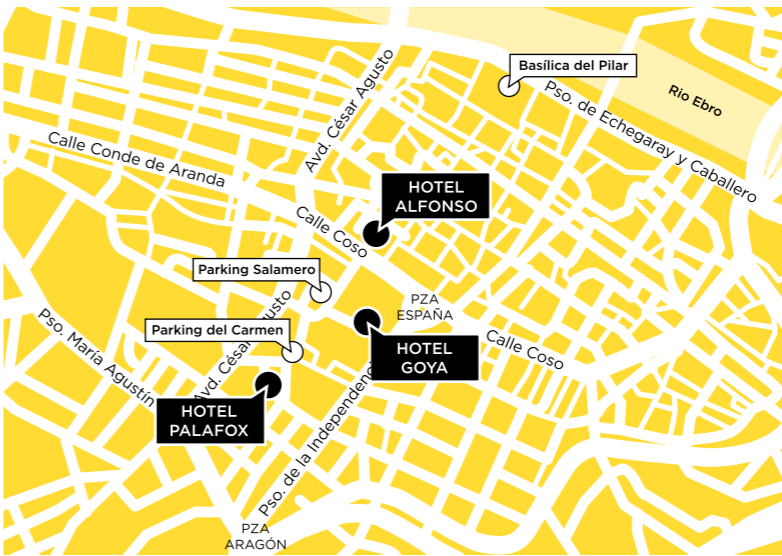 Basílica del Pilar
Rio Ebro
Pso. de Echegaray y Caballero
Avd. César Agusto
Calle Conde de Aranda
HOTEL
ALFONSO
Calle Coso
Parking Salamero
PZA
ESPAÑA
Parking del Carmen
Avd. César Agusto
HOTEL
GOYA
Calle Coso
Pso. María Agustín
HOTEL
PALAFOX
Pso. de la Independencia
PZA
ARAGÓN